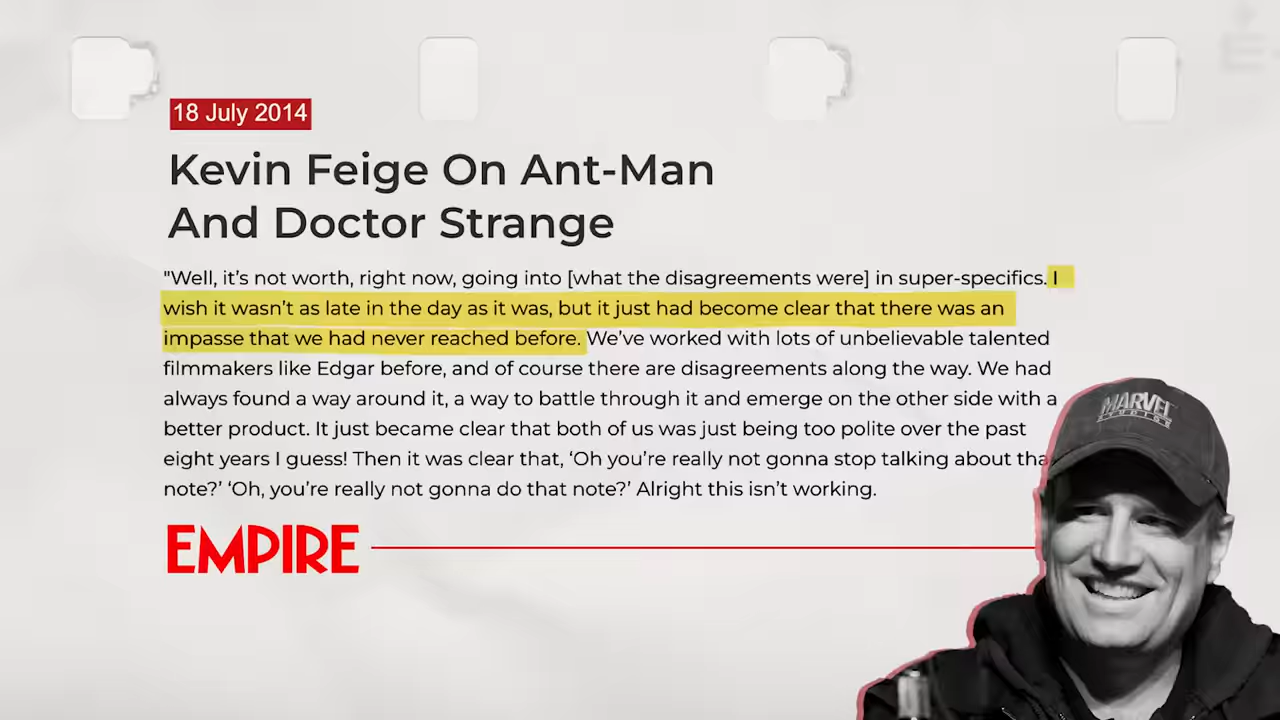 18 July 2014
Kevin Feige On Ant-Man
And Doctor Strange
"Well, it's not worth, right now, going into [what the disagreements were] in super-specifics. I
wish it wasn't as late in the day as it was, but it just had become clear that there was an
impasse that we had never reached before. We've worked with lots of unbelievable talented
filmmakers like Edgar before, and of course there are disagreements along the way. We had
always found a way around it, a way to battle through it and emerge on the other side with a
better product. It just became clear that both of us was just being too polite over the past
eight years I guess! Then it was clear that, 'Oh you're really not gonna stop talking about tha
note?' 'Oh, you're really not gonna do that note?' Alright this isn't working.
MARVEL
STUDIOS
EMPIRE